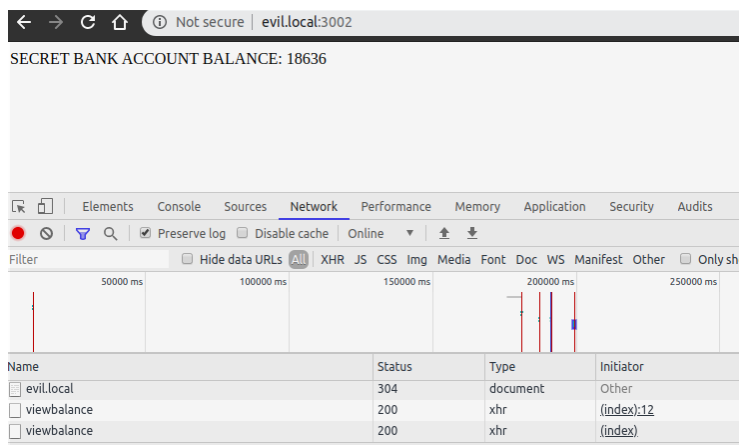 Not secure | evil.local:3002
SECRET BANK ACCOUNT BALANCE: 18636
Elements Console Sources Network Performance Memory Application Security Audits
Preserve log Disable cache Online
Filter Hide data URLs All XHR JS CSS Img Media Font Doc WS Manifest Other Only sh
50000 ms 100000 ms 150000 ms 200000 ms 250000 ms
Name Status Type Initiator
evil.local 304 document Other
viewbalance 200 xhr (index):12
viewbalance 200 xhr (index)